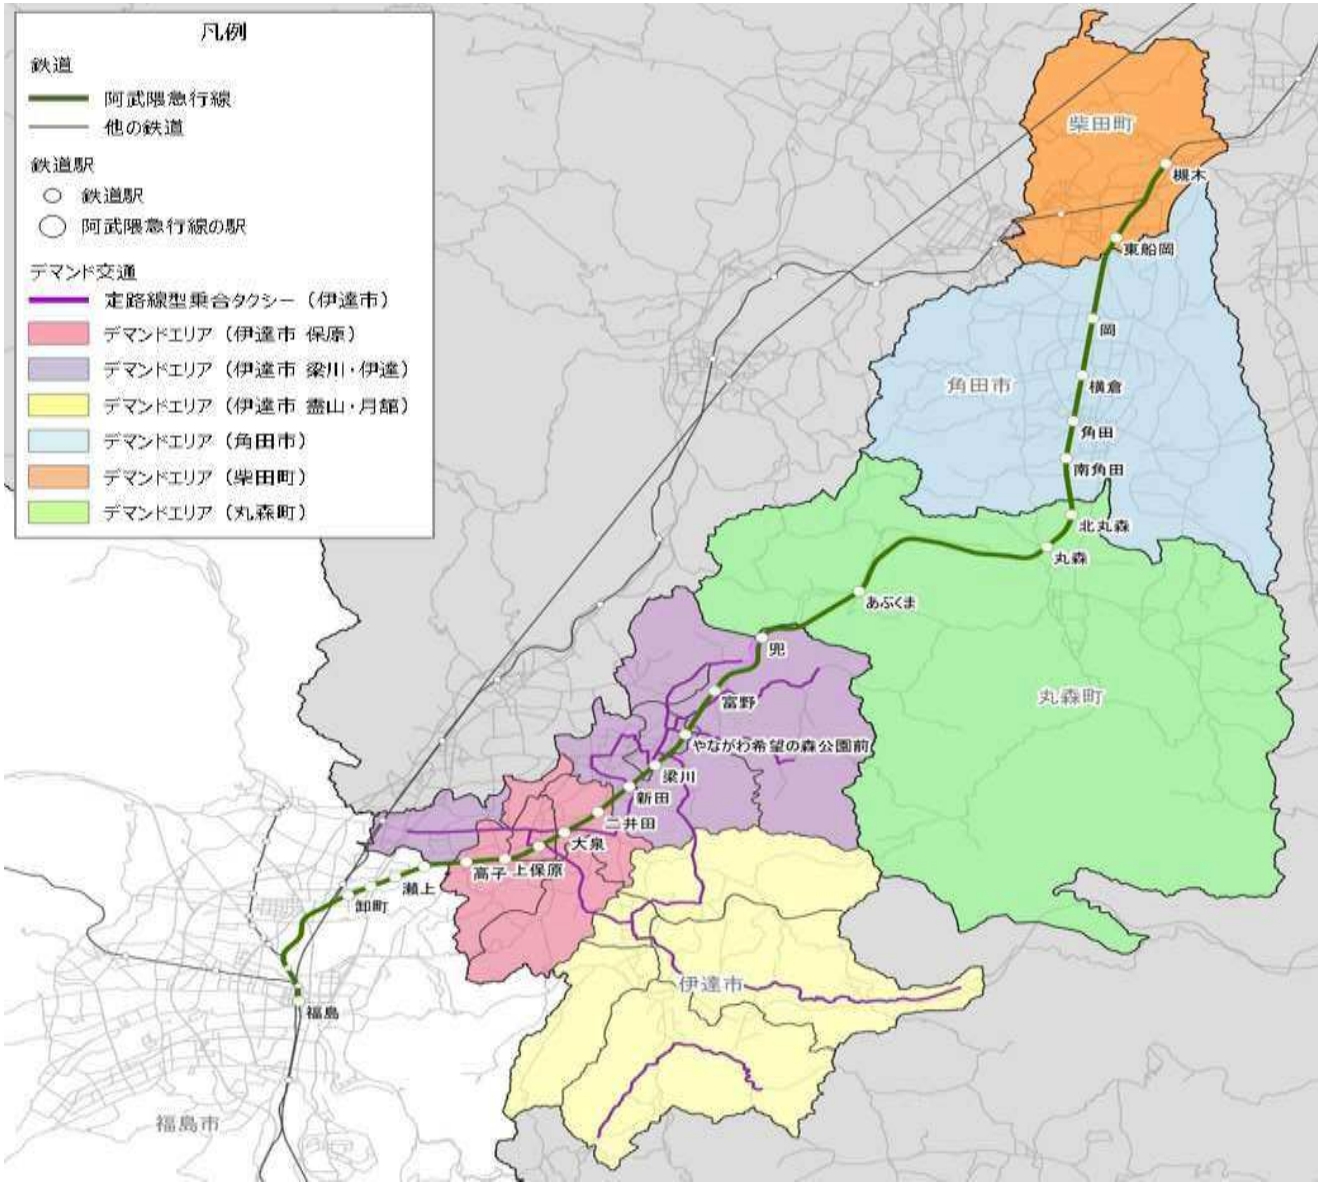 凡例
鉄道
阿武隈急行線
他の鉄道
鉄道駅
鉄道駅
阿武隈急行線の駅
デマンド交通
定路線型乗合タクシー（伊達市）
デマンドエリア（伊達市 保原）
デマンドエリア（伊達市 梁川・伊達）
デマンドエリア（伊達市 霊山・月舘）
デマンドエリア（角田市）
デマンドエリア（柴田町）
デマンドエリア（丸森町）
柴田町
槻木
東船岡
岡
角田市
横倉
角田
南角田
北丸森
丸森
あぶくま
兜
丸森町
富野
やながわ希望の森公園前
梁川
新田
二井田
大泉
上保原
高子
瀬上
卸町
伊達市
福島
福島市